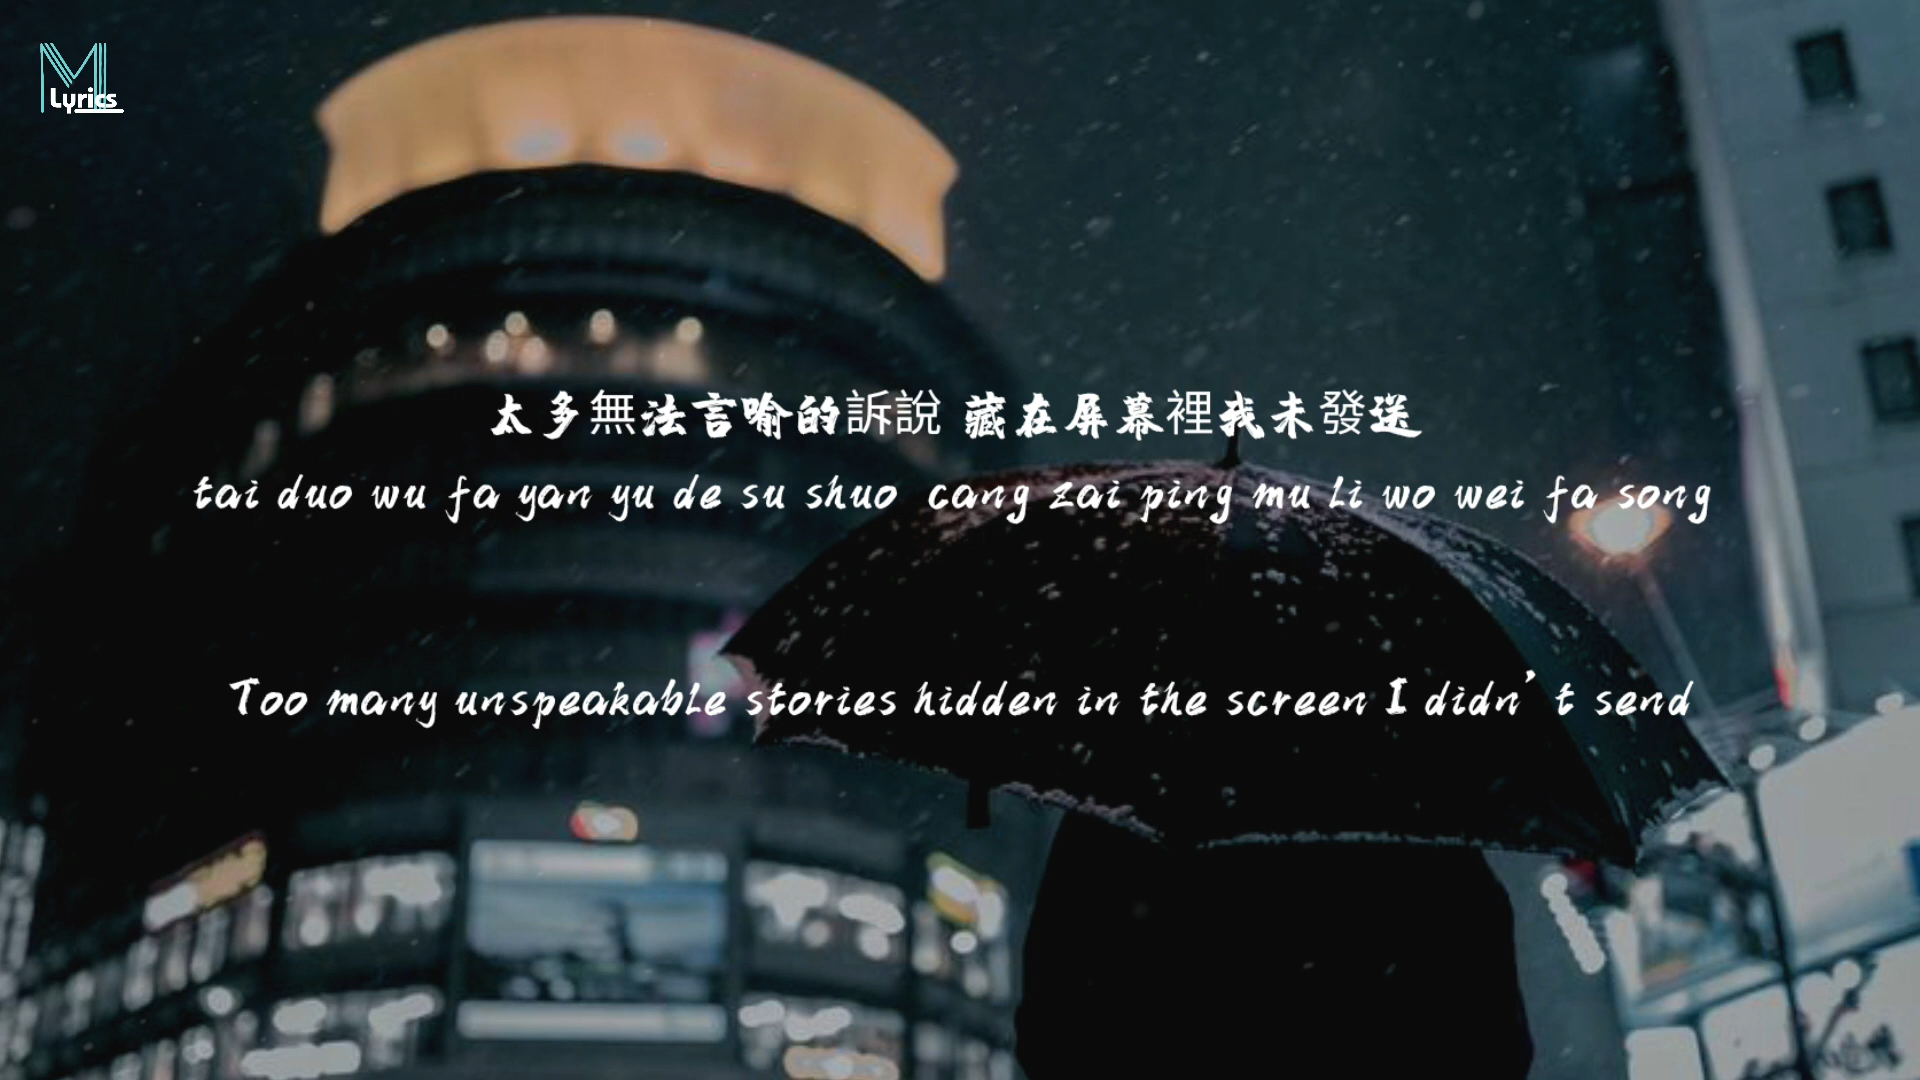 M
Lyrics
太多無法言喻的訴說 藏在屏幕裡我未發送
tai duo wu fa yan yu de su shuo cang zai ping mu li wo wei fa song
Too many unspeakable stories hidden in the screen I didn't send